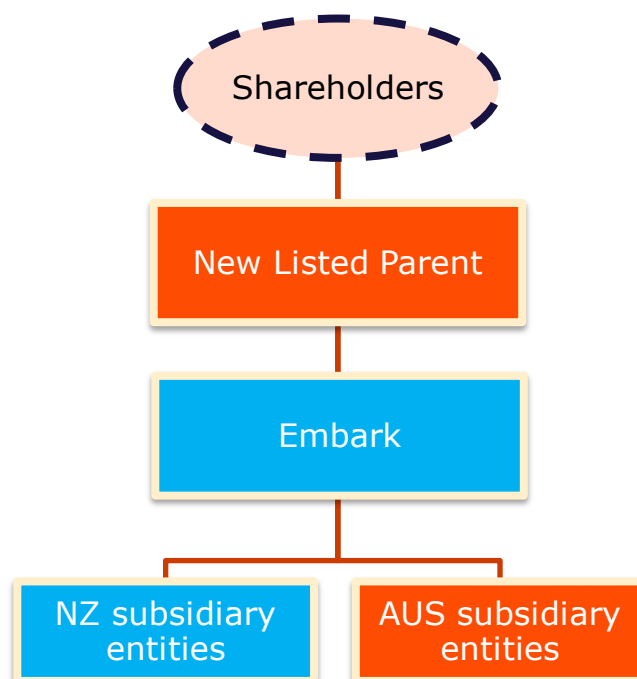 Shareholders
New Listed Parent
Embark
NZ subsidiary
entities
AUS subsidiary
entities